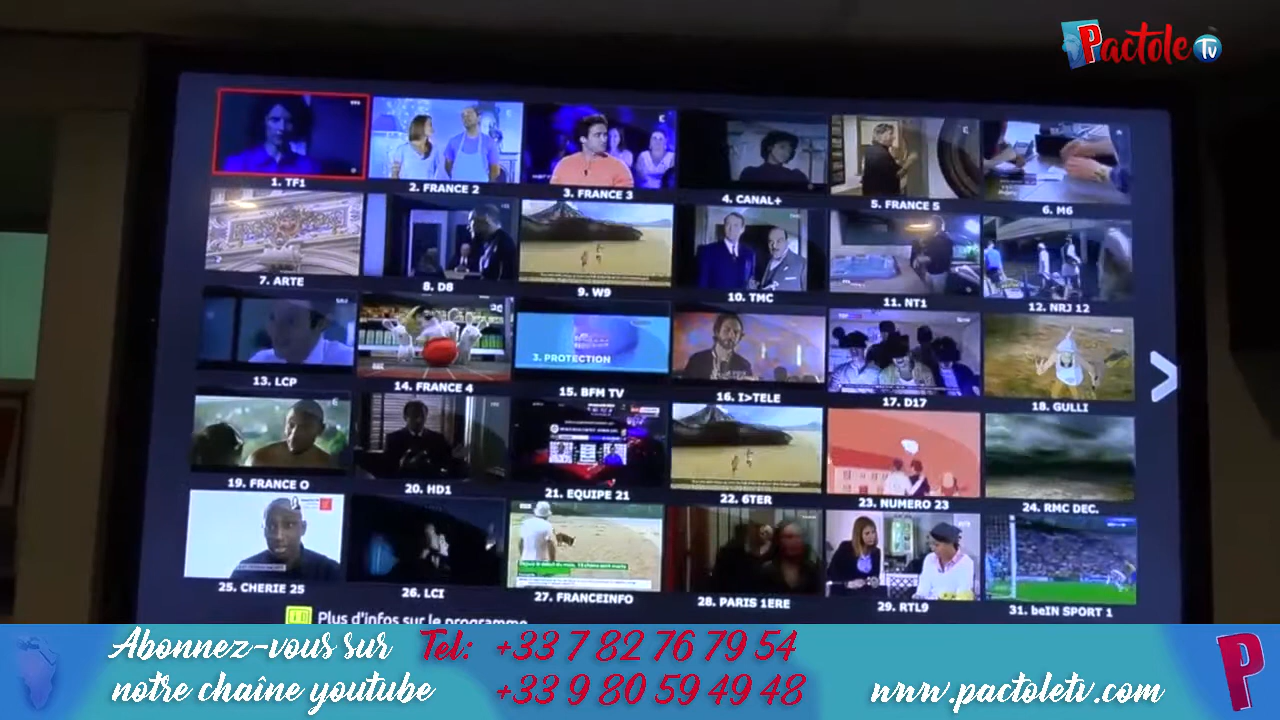 Pactole Tv
1. TF1
2. FRANCE 2
3. FRANCE 3
4. CANAL+
5. FRANCE 5
6. M6
7. ARTE
8. D8
9. W9
10. TMC
11. NT1
12. NRJ 12
13. LCP
14. FRANCE 4
3. PROTECTION
15. BFM TV
16. I>TELE
17. D17
18. GULLI
19. FRANCE O
20. HD1
21. EQUIPE 21
22. 6TER
23. NUMERO 23
24. RMC DEC.
25. CHERIE 25
26. LCI
27. FRANCEINFO
28. PARIS 1ERE
29. RTL9
31. beIN SPORT 1
Plus d'infos sur le programme
Abonnez-vous sur
notre chaîne youtube
Tel: +33 7 82 76 79 54
+33 9 80 59 49 48
www.pactoletv.com
P